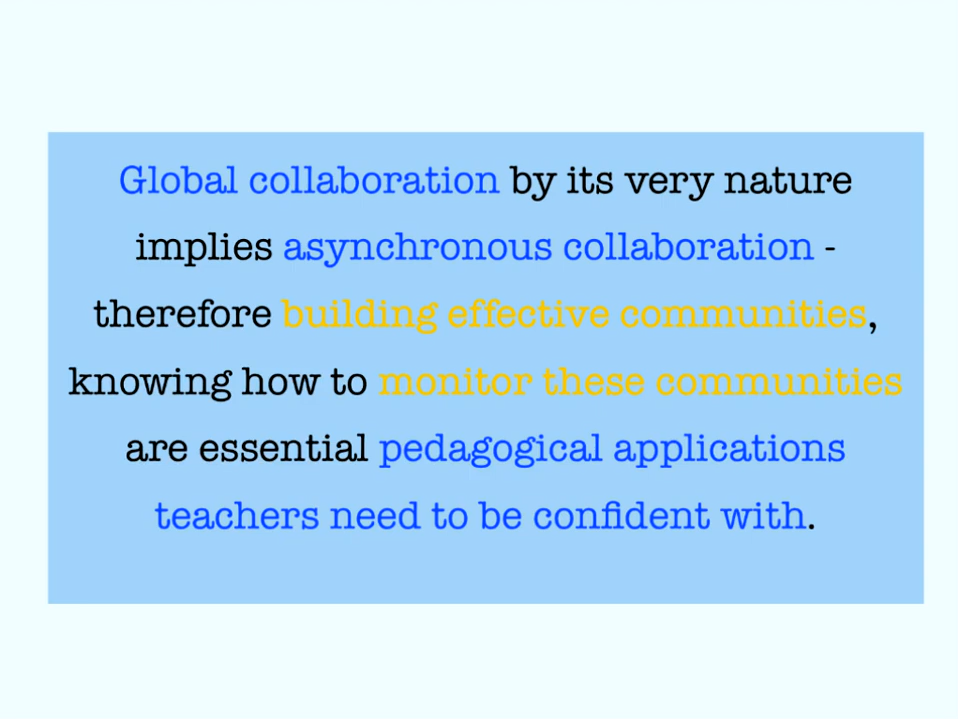 Global collaboration by its very nature
implies asynchronous collaboration -
therefore building effective communities,
knowing how to monitor these communities
are essential pedagogical applications
teachers need to be confident with.